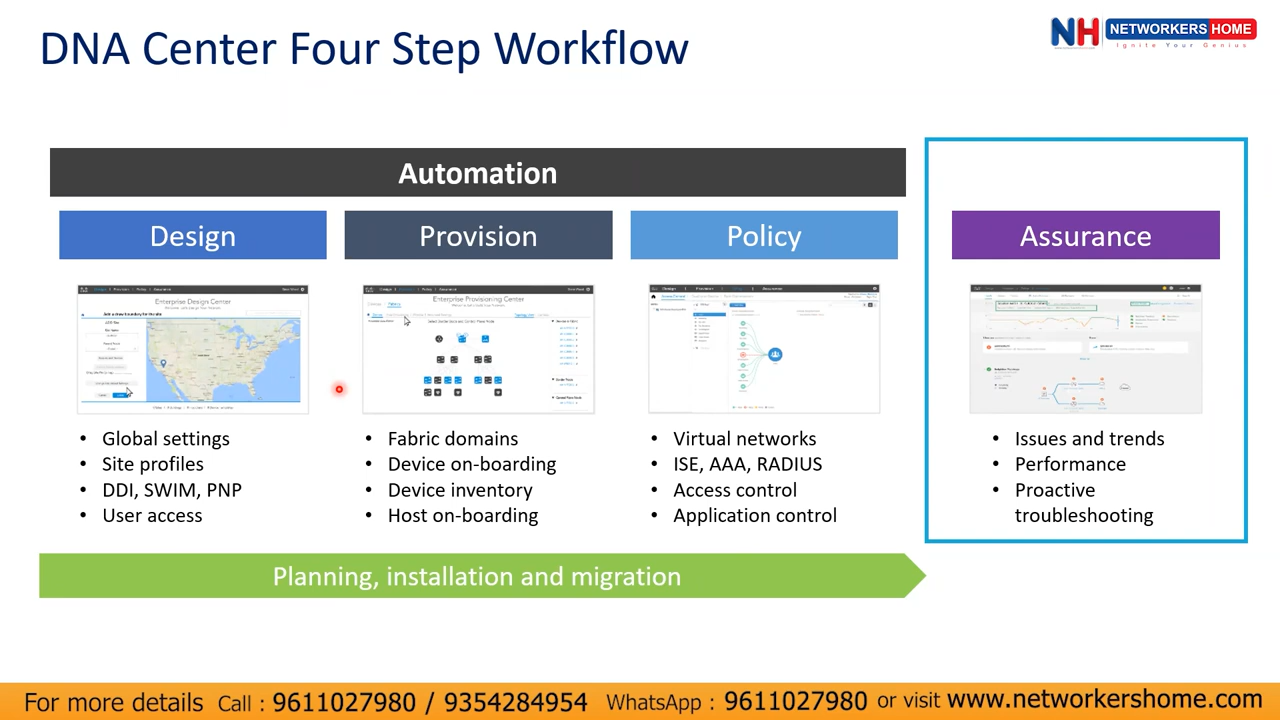 DNA Center Four Step Workflow
NH NETWORKERS HOME
Ignite Your Genius
Automation
Design
Provision
Policy
Assurance
Enterprise Design Center
Enterprise Provisioning Center
• Global settings
• Site profiles
• DDI, SWIM, PNP
• User access
• Fabric domains
• Device on-boarding
• Device inventory
• Host on-boarding
• Virtual networks
• ISE, AAA, RADIUS
• Access control
• Application control
• Issues and trends
• Performance
• Proactive
troubleshooting
Planning, installation and migration
For more details Call : 9611027980 / 9354284954 WhatsApp : 9611027980 or visit www.networkershome.com